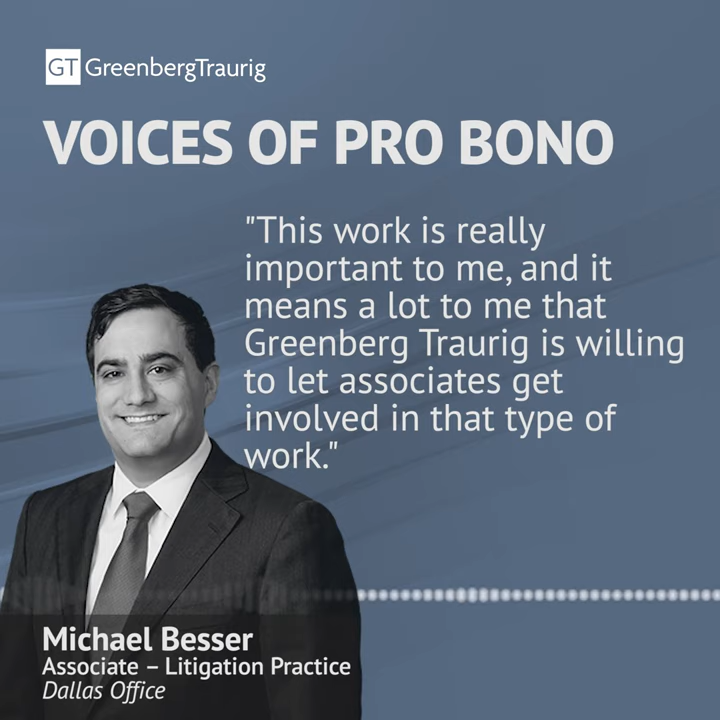 GT GreenbergTraurig
VOICES OF PRO BONO
"This work is really
important to me, and it
means a lot to me that
Greenberg Traurig is willing
to let associates get
involved in that type of
work."
Michael Besser
Associate – Litigation Practice
Dallas Office